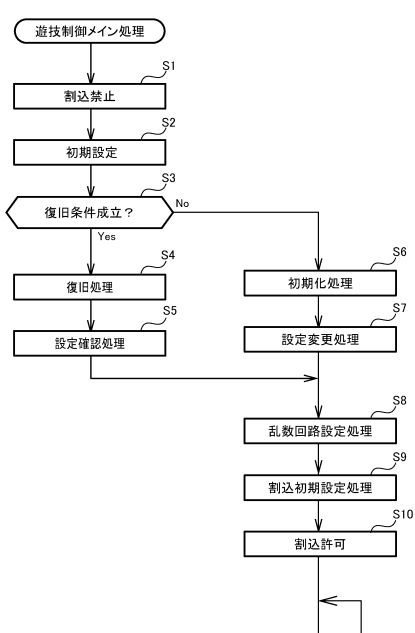 遊技制御メイン処理
S1
割込禁止
S2
初期設定
S3
復旧条件成立？
No
Yes
S4
復旧処理
S5
設定確認処理
S6
初期化処理
S7
設定変更処理
S8
乱数回路設定処理
S9
割込初期設定処理
S10
割込許可